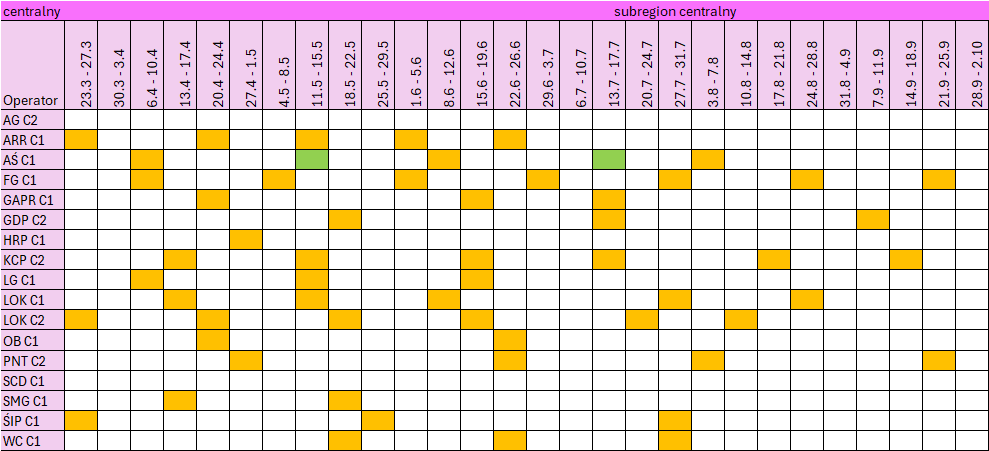 centralny subregion centralny
Operator 23.3 - 27.3 30.3 - 3.4 6.4 - 10.4 13.4 - 17.4 20.4 - 24.4 27.4 - 1.5 4.5 - 8.5 11.5 - 15.5 18.5 - 22.5 25.5 - 29.5 1.6 - 5.6 8.6 - 12.6 15.6 - 19.6 22.6 - 26.6 29.6 - 3.7 6.7 - 10.7 13.7 - 17.7 20.7 - 24.7 27.7 - 31.7 3.8 - 7.8 10.8 - 14.8 17.8 - 21.8 24.8 - 28.8 31.8 - 4.9 7.9 - 11.9 14.9 - 18.9 21.9 - 25.9 28.9 - 2.10
AG C2
ARR C1
AŚ C1
FG C1
GAPR C1
GDP C2
HRP C1
KCP C2
LG C1
LOK C1
LOK C2
OB C1
PNT C2
SCD C1
SMG C1
ŚIP C1
WC C1